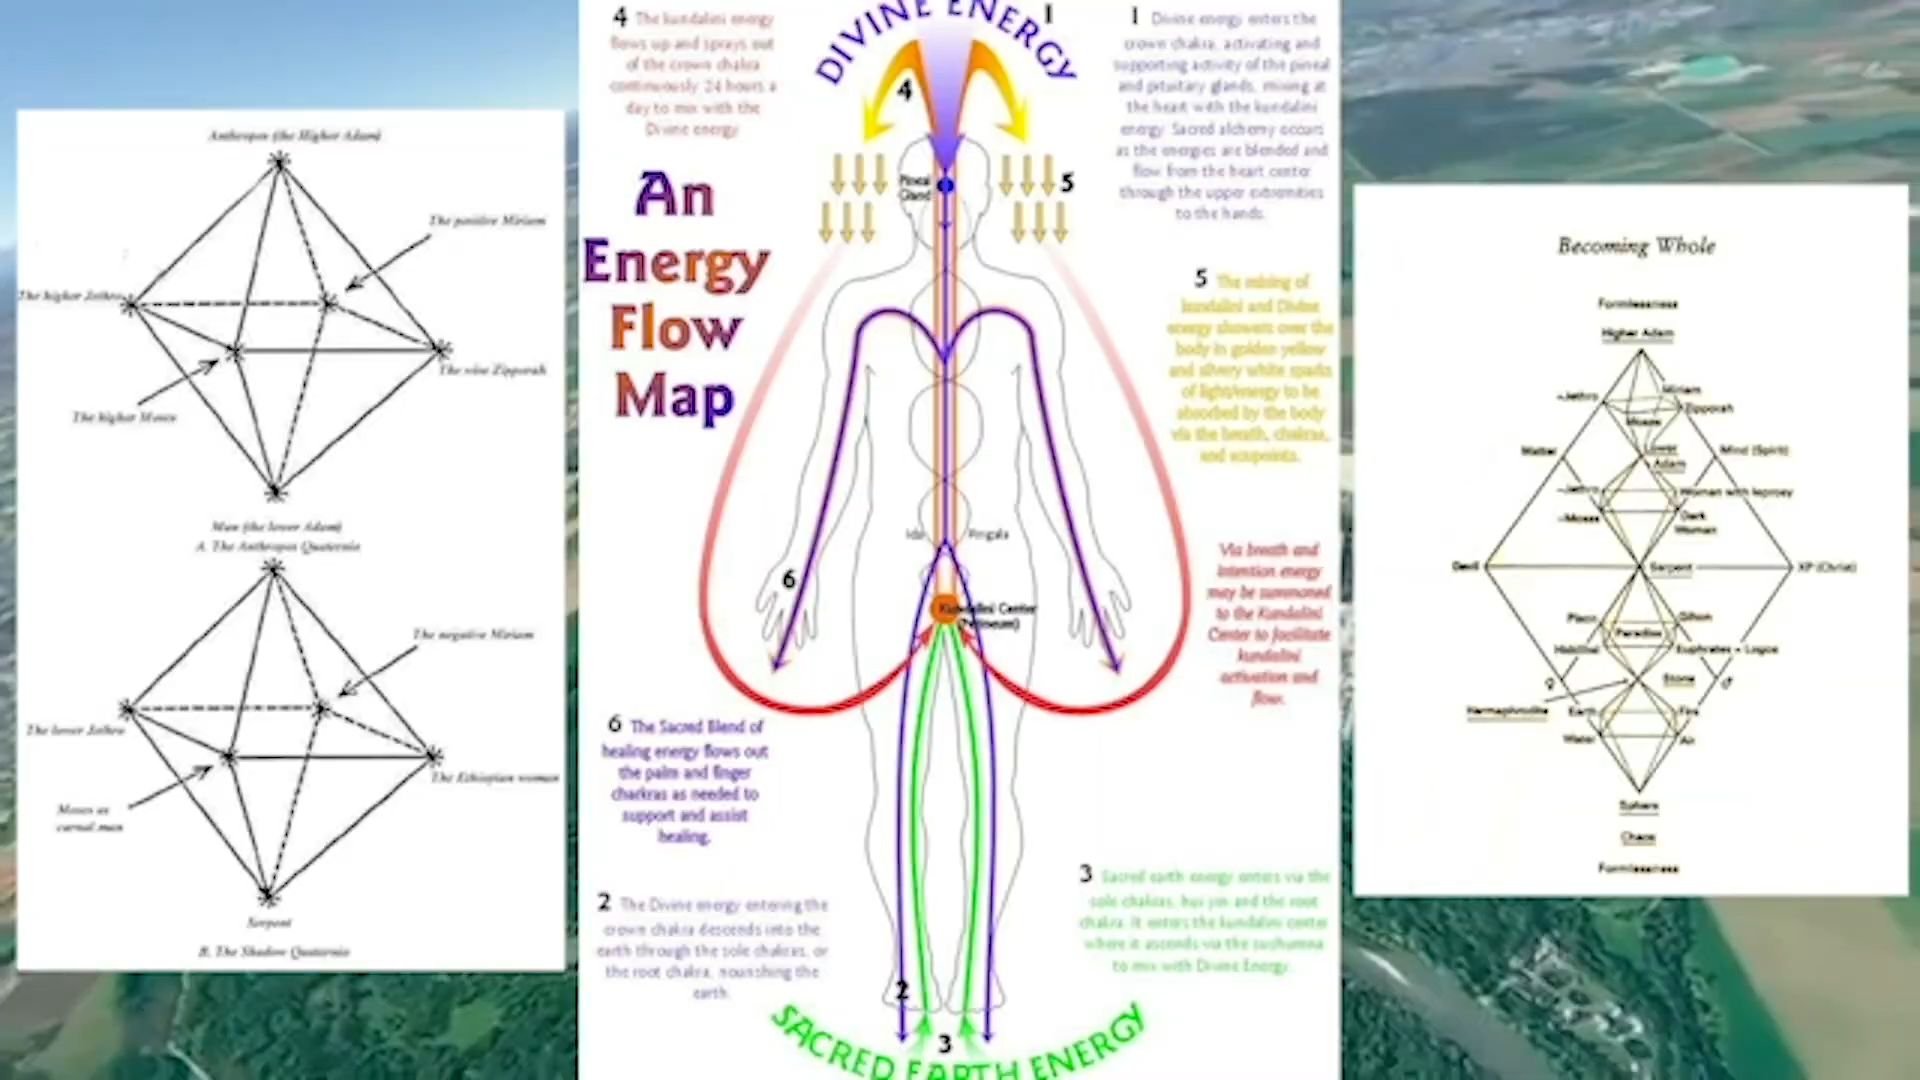 Anthropos (the Higher Adam)
The positive Miriam
The higher Jethro
The wise Zipporah
The higher Moses
Man (the lower Adam)
A. The Anthropos Quaternio
The negative Miriam
The lower Jethro
The Ethiopian woman
Moses as
carnal man
Serpent
B. The Shadow Quaternio
4 The kundalini energy
flows up and sprays out
of the crown chakra
continuously 24 hours a
day to mix with the
Divine energy
DIVINE ENERGY
1
4
1 Divine energy enters the
crown chakra, activating and
supporting activity of the pineal
and pituitary glands, mixing at
the heart with the kundalini
energy. Sacred alchemy occurs
as the energies are blended and
flow from the heart center
through the upper extremities
to the hands.
An
Energy
Flow
Map
Pineal
Gland
5
5 The mixing of
kundalini and Divine
energy showers over the
body in golden yellow
and silvery white sparks
of light/energy to be
absorbed by the body
via the breath, chakras,
and acupoints.
Ida
Pingala
6
Kundalini Center
(Perineum)
Via breath and
intention energy
may be summoned
to the Kundalini
Center to facilitate
kundalini
activation and
flow.
6 The Sacred Blend of
healing energy flows out
the palm and finger
charkras as needed to
support and assist
healing.
2 The Divine energy entering the
crown chakra descends into the
earth through the sole chakras, or
the root chakra, nourishing the
earth.
3 Sacred earth energy enters via the
sole chakras, hui yin and the root
chakra. It enters the kundalini center
where it ascends via the sushumna
to mix with Divine Energy.
2
3
SACRED EARTH ENERGY
Becoming Whole
Formlessness
Higher Adam
-Jethro
Miriam
Zipporah
Moses
Matter
Lower
Adam
Mind (Spirit)
-Jethro
Woman with leprosy
-Moses
Dark
Woman
Devil
Serpent
XP (Christ)
Pison
Gihon
Paradise
Hiddikel
Euphrates - Logos
♀
Stone
♂
Hermaphrodite
Earth
Fire
Water
Air
Sphere
Chaos
Formlessness